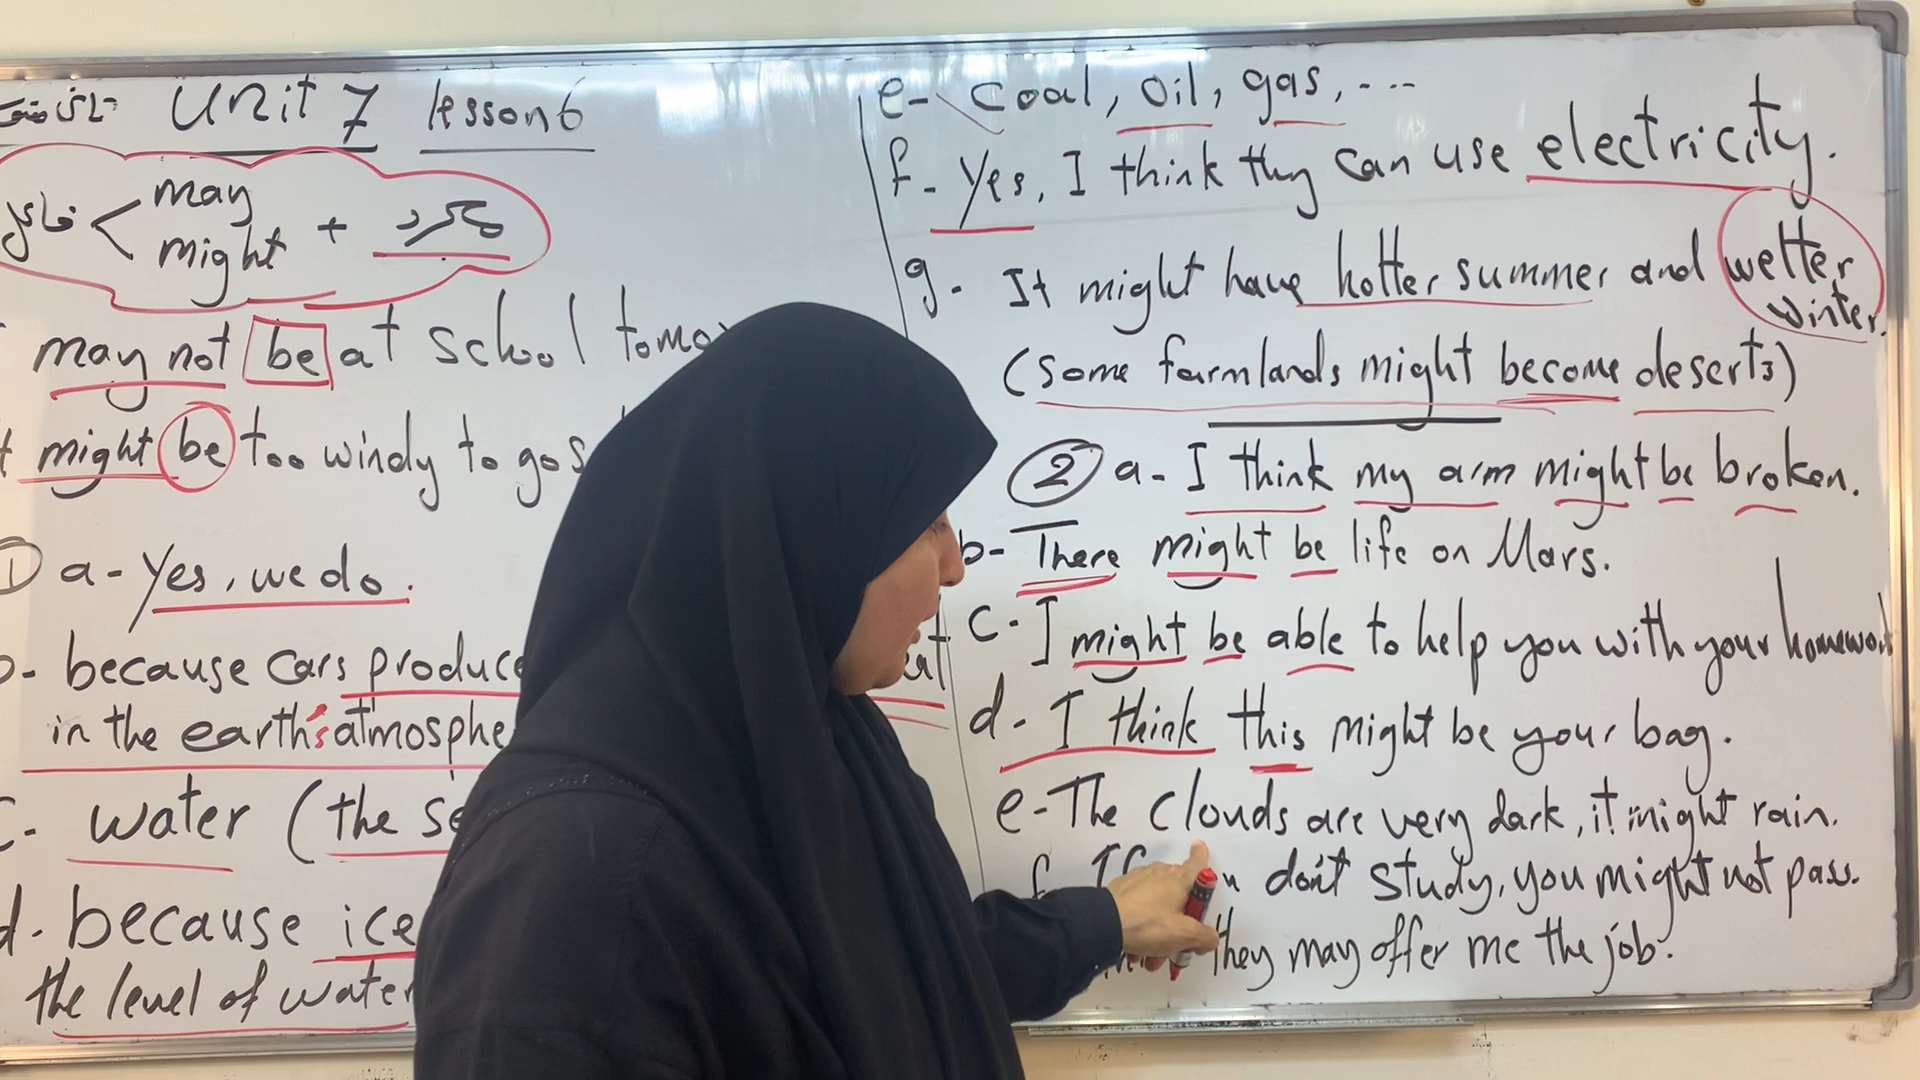 Unit 7 lesson 6
فاعل < may
might + مجرد
may not be at school
might be too windy to go
1 a - Yes, we do.
because cars produce
in the earth's atmosphe
c - water (the se
d - because ice
the level of water
e - coal, oil, gas, ....
f - Yes, I think they can use electricity.
g - It might have hotter summer and wetter
winter.
(some farmlands might become deserts)
2 a - I think my arm might be broken.
b - There might be life on Mars.
c - I might be able to help you with your homework
d - I think this might be your bag.
e - The clouds are very dark, it might rain.
f - If don't study, you might not pass.
they may offer me the job.